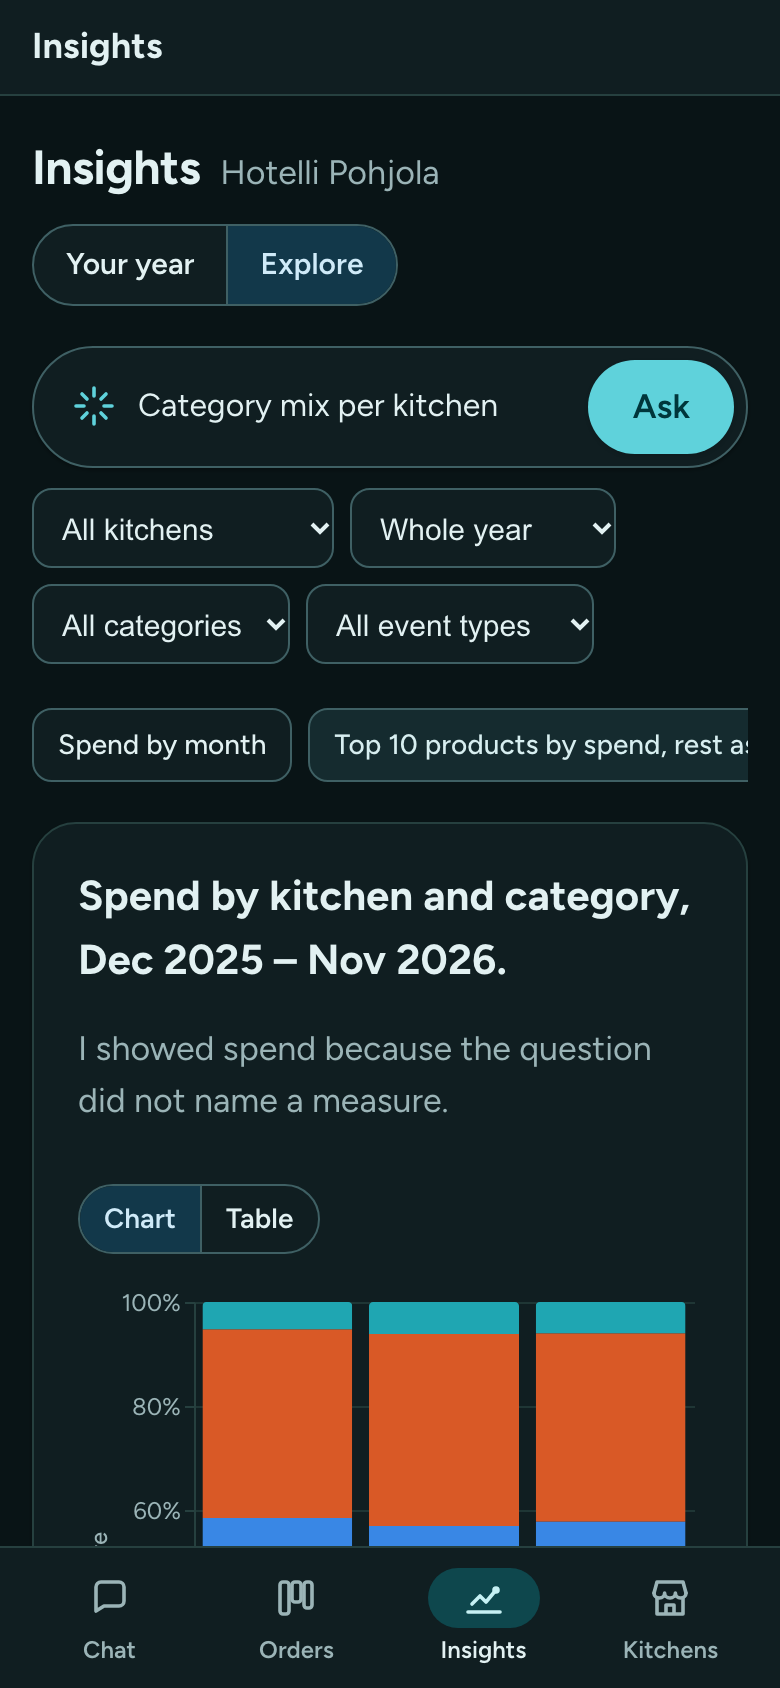 Insights
Insights Hotelli Pohjola
Your year Explore
Category mix per kitchen Ask
All kitchens Whole year
All categories All event types
Spend by month Top 10 products by spend, rest as
Spend by kitchen and category,
Dec 2025 – Nov 2026.
I showed spend because the question
did not name a measure.
Chart Table
100%
80%
60%
Chat Orders Insights Kitchens